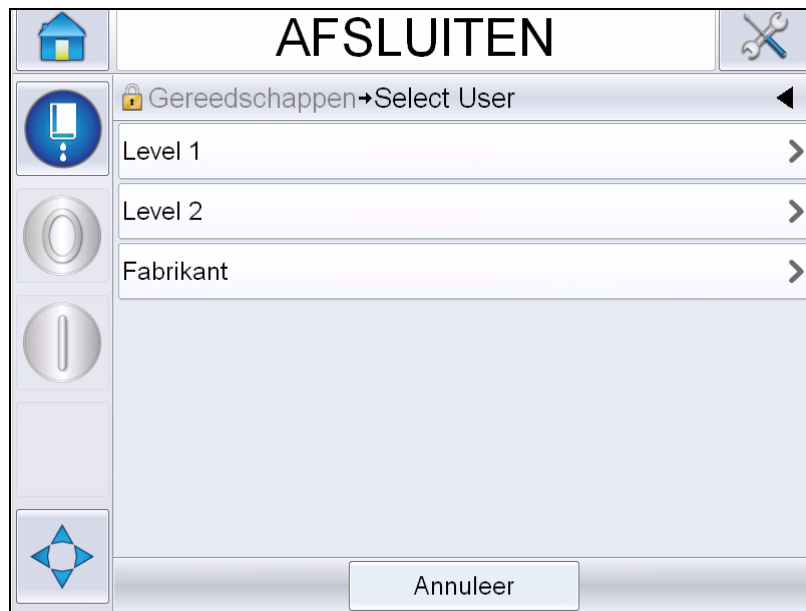 AFSLUITEN
Gereedschappen→Select User
Level 1
Level 2
Fabrikant
Annuleer